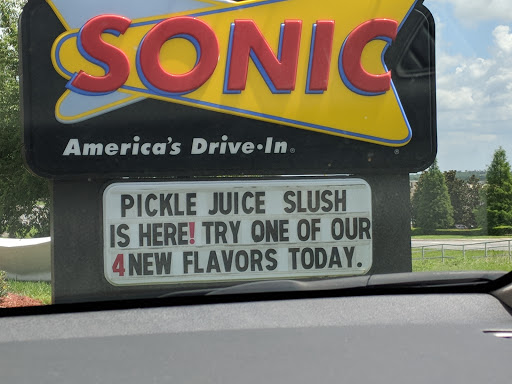 SONIC
America's Drive-In®
PICKLE JUICE SLUSH
IS HERE! TRY ONE OF OUR
4 NEW FLAVORS TODAY.